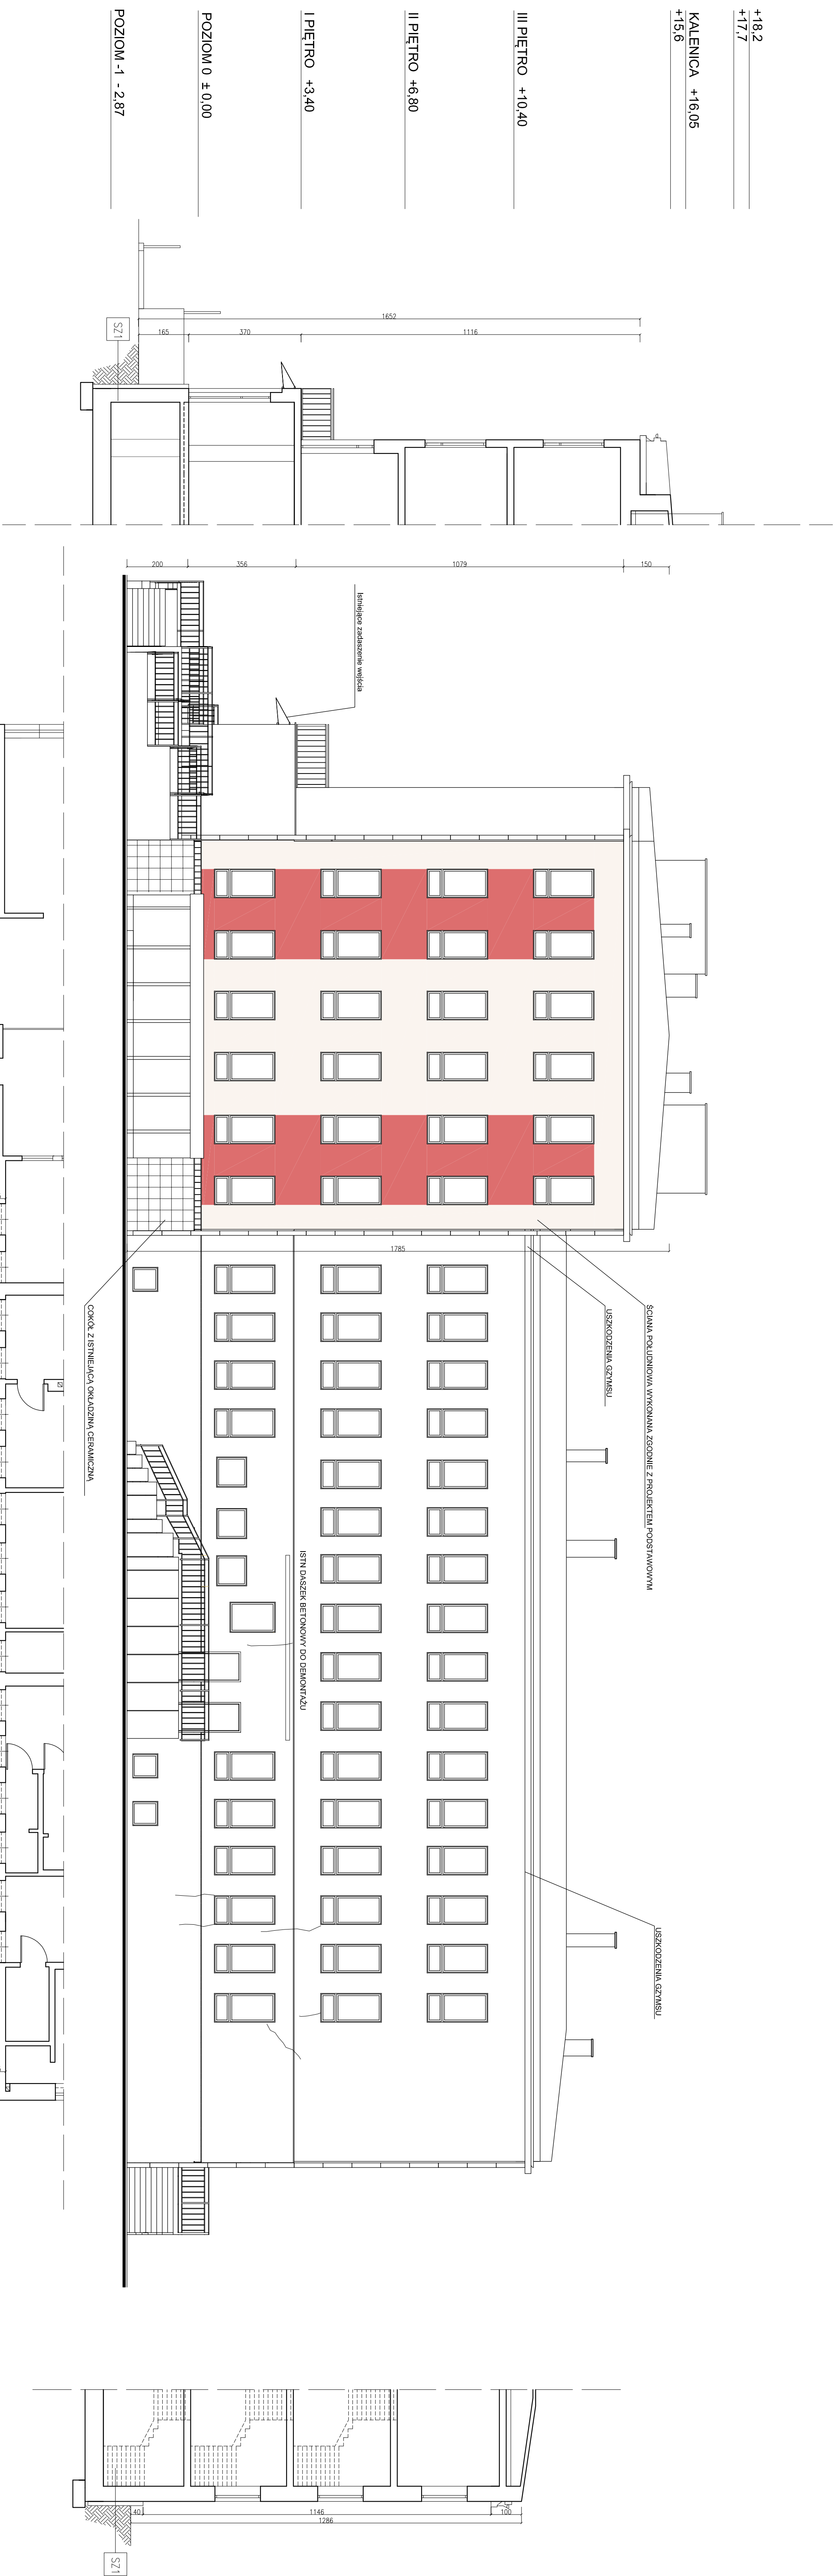 +18,2
+17,7
KALENICA +16,05
+15,6
III PIĘTRO +10,40
II PIĘTRO +6,80
I PIĘTRO +3,40
POZIOM 0 ± 0,00
POZIOM -1 - 2,87
1652
165
370
1116
SZ1
200
356
1079
150
Istniejące zadaszenie wejścia
1785
ŚCIANA POŁUDNIOWA WYKONANA ZGODNIE Z PROJEKTEM PODSTAWOWYM
USZKODZENIA GZYMSU
COKÓŁ Z ISTNIEJĄCĄ OKŁADZINĄ CERAMICZNĄ
ISTN DASZEK BETONOWY DO DEMONTAŻU
USZKODZENIA GZYMSU
40
1146
100
1286
SZ1